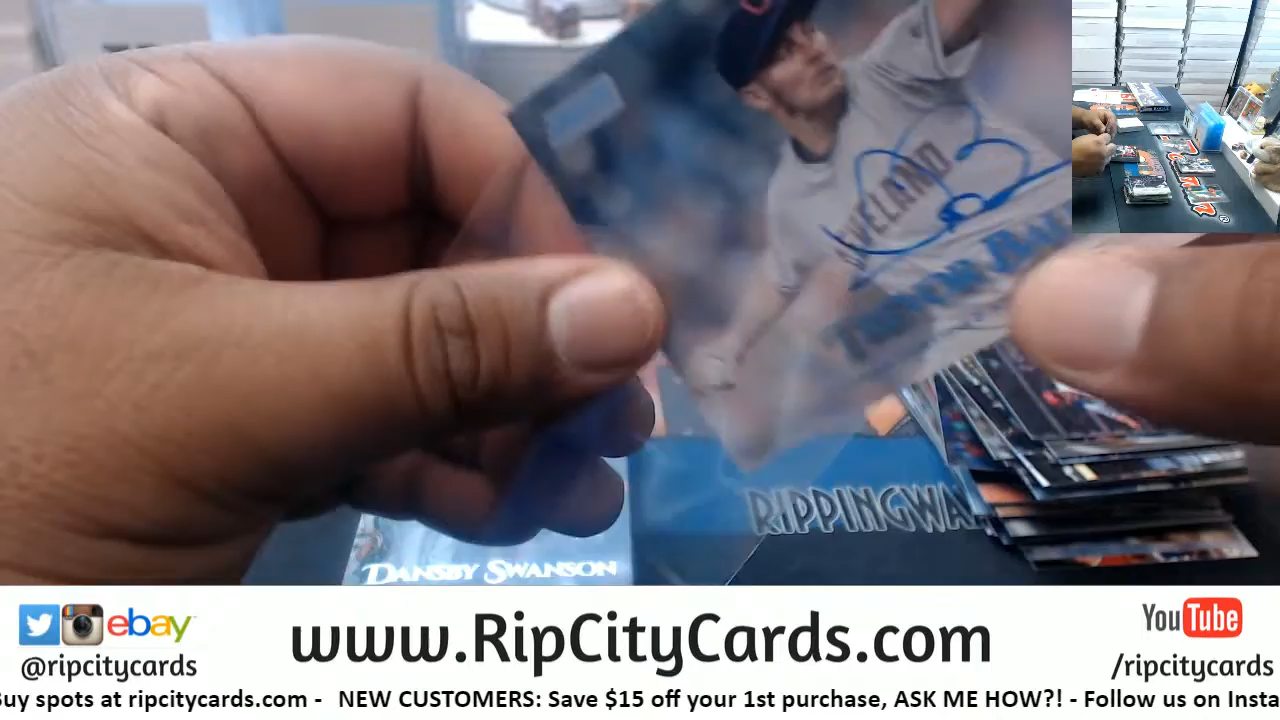 CLEVELAND
RIPPINGWA
DANSBY SWANSON
ebay
www.RipCityCards.com
YouTube
@ripcitycards
/ripcitycards
Buy spots at ripcitycards.com - NEW CUSTOMERS: Save $15 off your 1st purchase, ASK ME HOW?! - Follow us on Insta